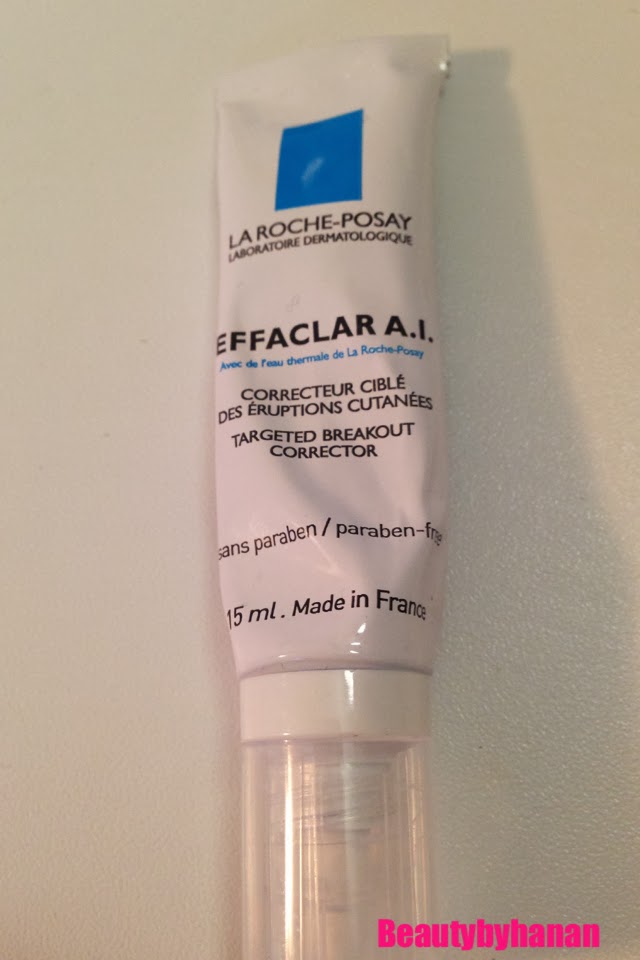 LA ROCHE-POSAY
LABORATOIRE DERMATOLOGIQUE
EFFACLAR A.I.
Avec de l'eau thermale de La Roche-Posay
CORRECTEUR CIBLÉ
DES ÉRUPTIONS CUTANÉES
TARGETED BREAKOUT
CORRECTOR
sans paraben / paraben-free
15 ml . Made in France
Beautybyhanan